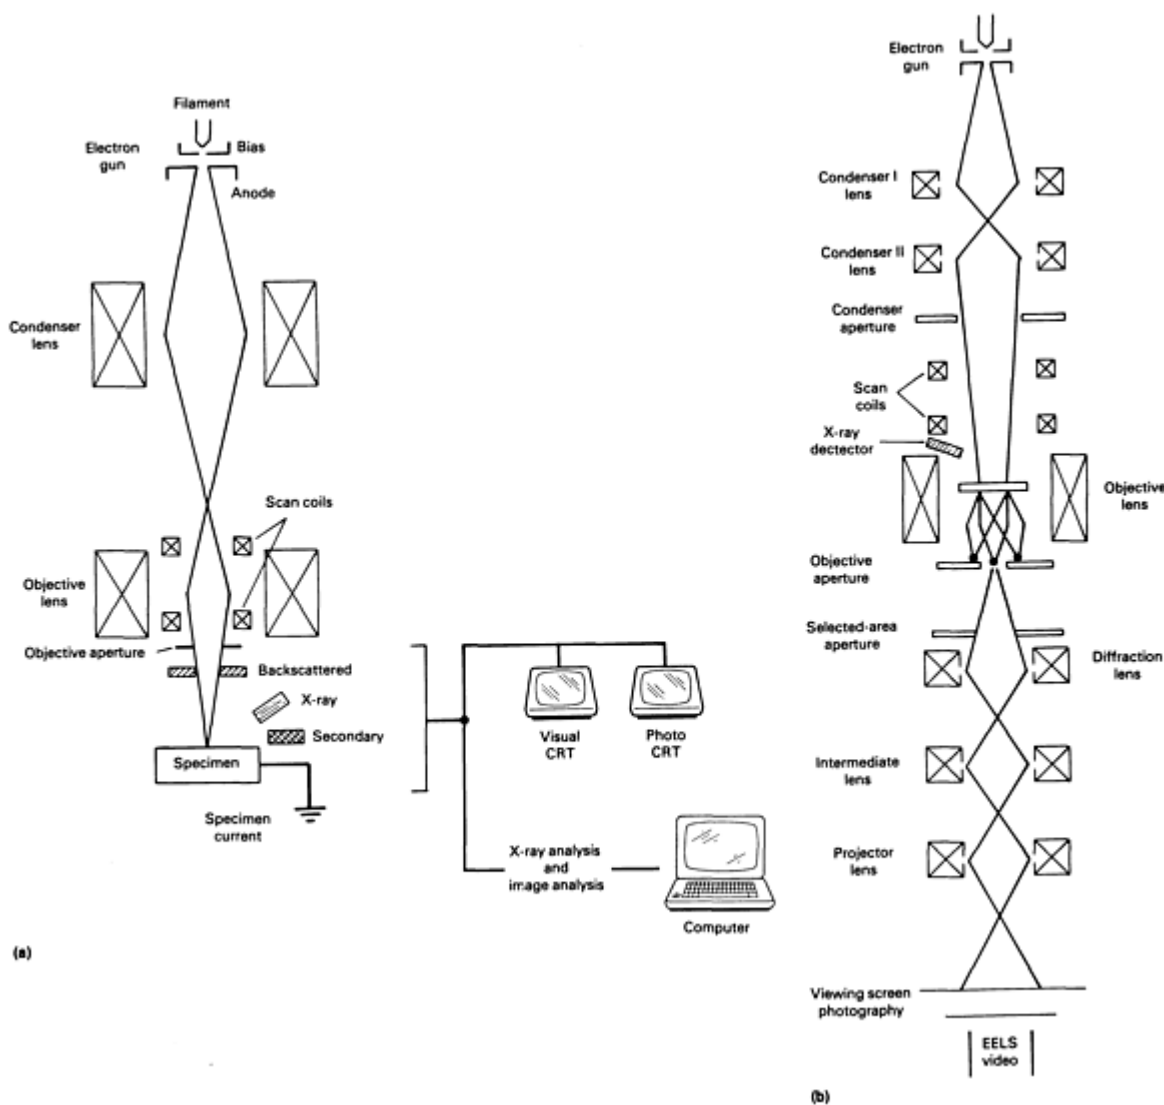 Filament
Electron
gun
Bias
Anode
Condenser
lens
Scan coils
Objective
lens
Objective aperture
Backscattered
X-ray
Secondary
Specimen
Specimen
current
Visual
CRT
Photo
CRT
X-ray analysis
and
image analysis
Computer
(a)
Electron
gun
Condenser I
lens
Condenser II
lens
Condenser
aperture
Scan
coils
X-ray
dectector
Objective
lens
Objective
aperture
Selected-area
aperture
Diffraction
lens
Intermediate
lens
Projector
lens
Viewing screen
photography
EELS
video
(b)